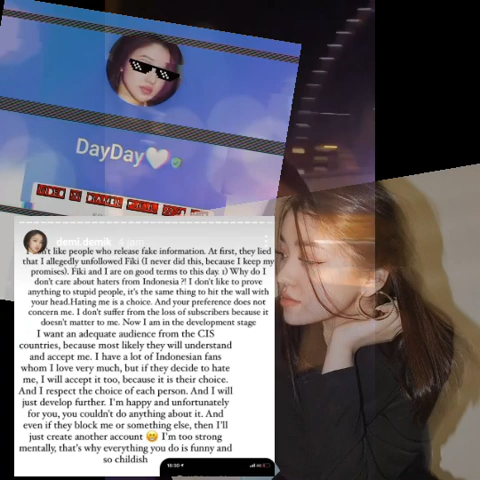 DayDay
demi.demik 4 дня
I don't like people who release fake information. At first, they lied
that I allegedly unfollowed Fiki (I never did this, because I keep my
promises). Fiki and I are on good terms to this day. 1) Why do I
don't care about haters from Indonesia ?! I don't like to prove
anything to stupid people, it's the same thing to hit the wall with
your head.Hating me is a choice. And your preference does not
concern me. I don't suffer from the loss of subscribers because it
doesn't matter to me. Now I am in the development stage
I want an adequate audience from the CIS
countries, because most likely they will understand
and accept me. I have a lot of Indonesian fans
whom I love very much, but if they decide to hate
me, I will accept it too, because it is their choice.
And I respect the choice of each person. And I will
just develop further. I'm happy and unfortunately
for you, you couldn't do anything about it. And
even if they block me or something else, then I'll
just create another account 🤭 I'm too strong
mentally, that's why everything you do is funny and
so childish
4G